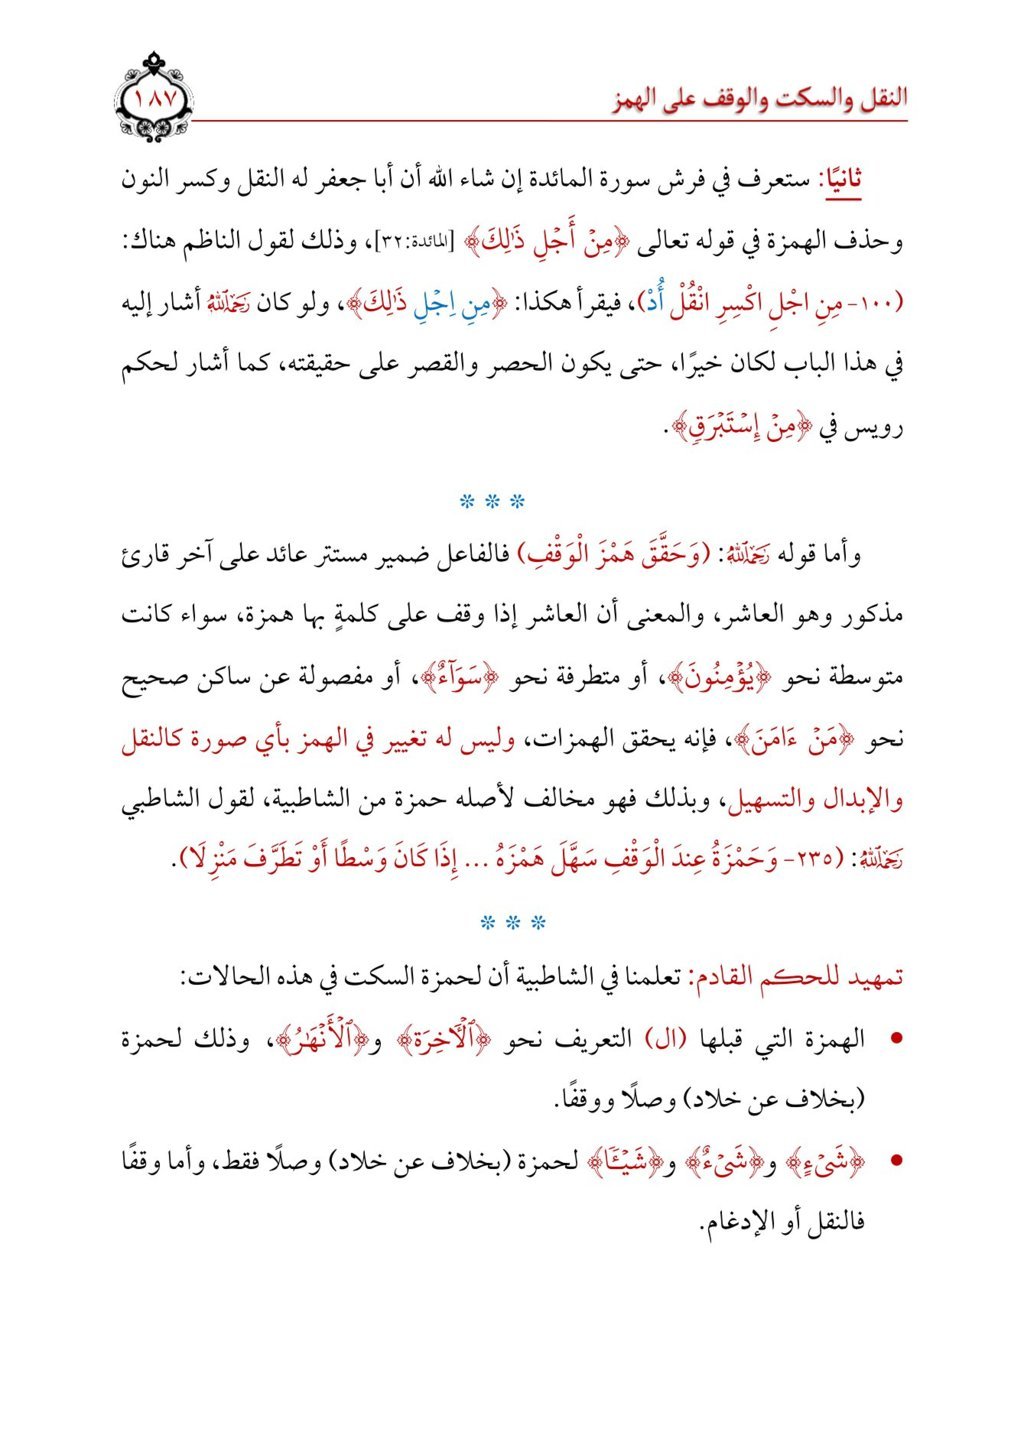 النقل والسكت والوقف على الهمز
١٨٧
ثانيًا: ستعرف في فرش سورة المائدة إن شاء الله أن أبا جعفر له النقل وكسر النون
وحذف الهمزة في قوله تعالى ﴿مِنْ أَجْلِ ذَٰلِكَ﴾ [المائدة:٣٢]، وذلك لقول الناظم هناك:
(١٠٠- مِنِ اجْلِ اكْسِرِ انْقُلْ أُدْ)، فيقرأ هكذا: ﴿مِنِ اِجْلِ ذَٰلِكَ﴾، ولو كان رَحِمَهُ اللَّهُ أشار إليه
في هذا الباب لكان خيرًا، حتى يكون الحصر والقصر على حقيقته، كما أشار لحكم
رويس في ﴿مِنْ إِسْتَبْرَقٍ﴾.
* * *
وأما قوله رَحِمَهُ اللَّهُ: (وَحَقَّقَ هَمْزَ الْوَقْفِ) فالفاعل ضمير مستتر عائد على آخر قارئ
مذكور وهو العاشر، والمعنى أن العاشر إذا وقف على كلمةٍ بها همزة، سواء كانت
متوسطة نحو ﴿يُؤْمِنُونَ﴾، أو متطرفة نحو ﴿سَوَآءٌ﴾، أو مفصولة عن ساكن صحيح
نحو ﴿مَنْ ءَامَنَ﴾، فإنه يحقق الهمزات، وليس له تغيير في الهمز بأي صورة كالنقل
والإبدال والتسهيل، وبذلك فهو مخالف لأصله حمزة من الشاطبية، لقول الشاطبي
رَحِمَهُ اللَّهُ: (٢٣٥- وَحَمْزَةُ عِندَ الْوَقْفِ سَهَّلَ هَمْزَهُ ... إِذَا كَانَ وَسْطًا أَوْ تَطَرَّفَ مَنْزِلَا).
* * *
تمهيد للحكم القادم: تعلمنا في الشاطبية أن لحمزة السكت في هذه الحالات:
• الهمزة التي قبلها (ال) التعريف نحو ﴿ٱلْأٓخِرَة﴾ و﴿ٱلْأَنْهَٰرُ﴾، وذلك لحمزة
(بخلاف عن خلاد) وصلًا ووقفًا.
• ﴿شَىْءٍ﴾ و﴿شَىْءٌ﴾ و﴿شَيْـًٔا﴾ لحمزة (بخلاف عن خلاد) وصلًا فقط، وأما وقفًا
فالنقل أو الإدغام.